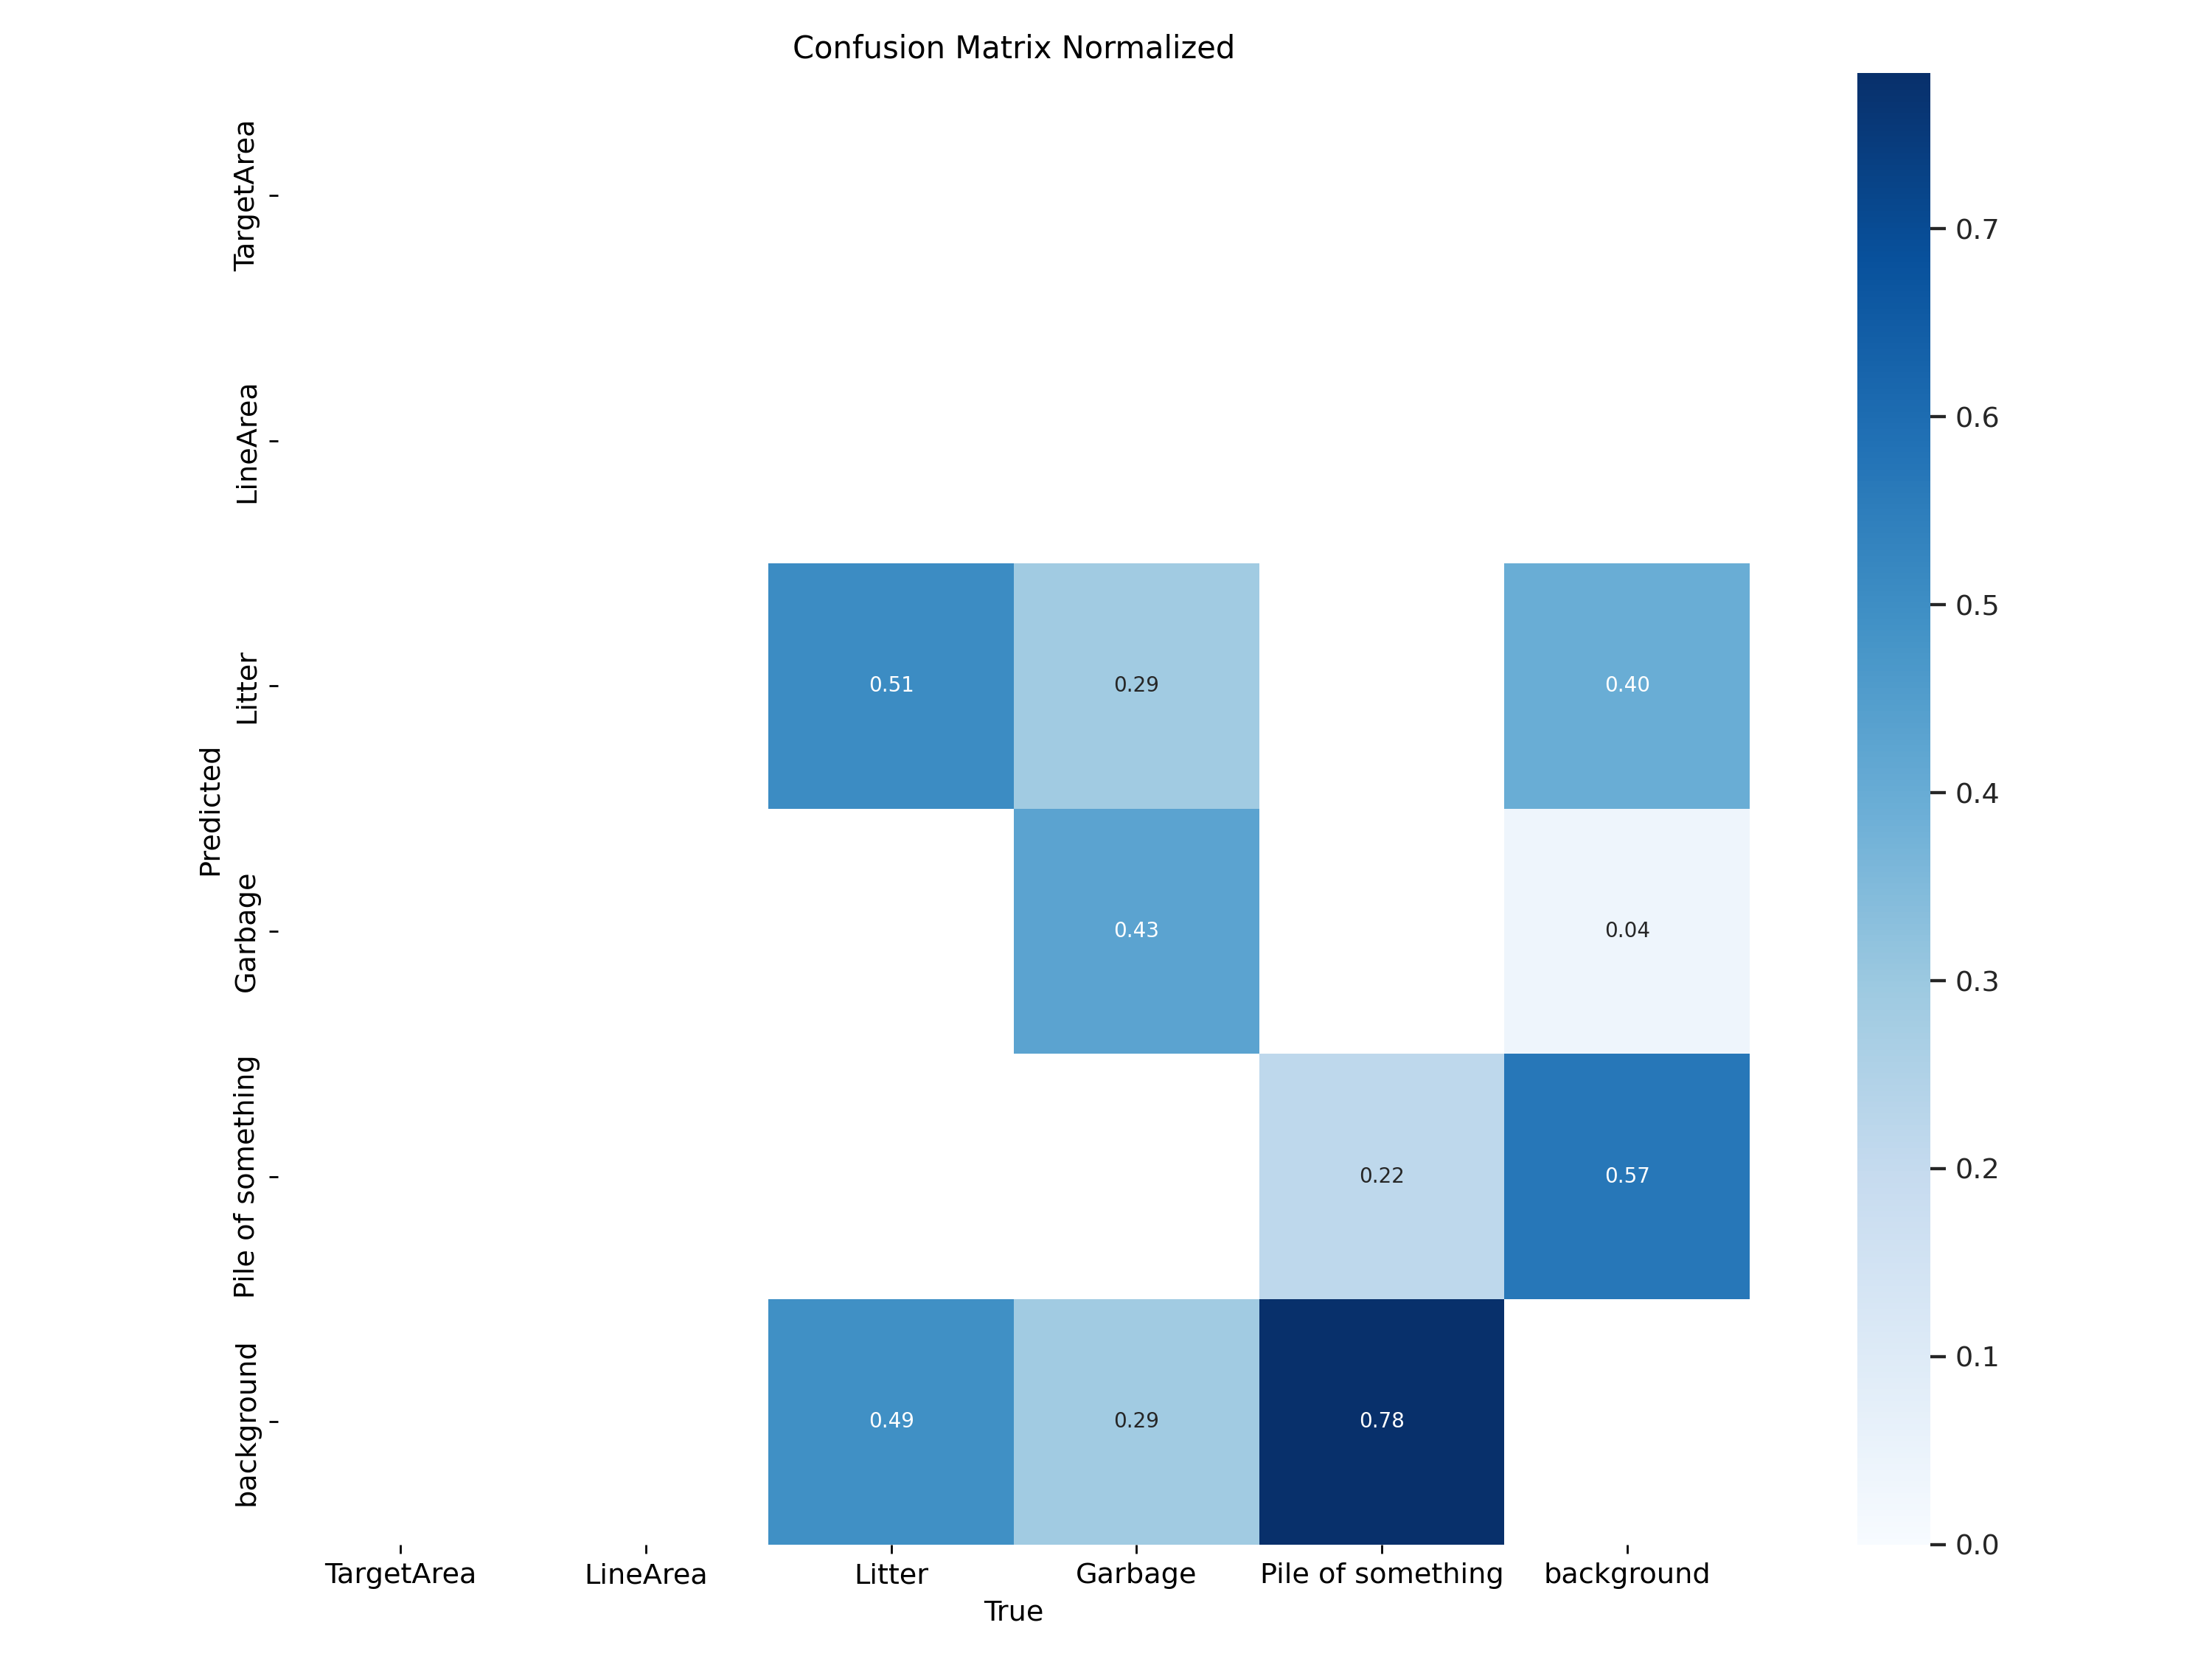 Confusion Matrix Normalized
TargetArea
LineArea
Litter
Garbage
Pile of something
background
Predicted
0.51 0.29 0.40
0.43 0.04
0.22 0.57
0.49 0.29 0.78
TargetArea LineArea Litter Garbage Pile of something background
True
0.7
0.6
0.5
0.4
0.3
0.2
0.1
0.0